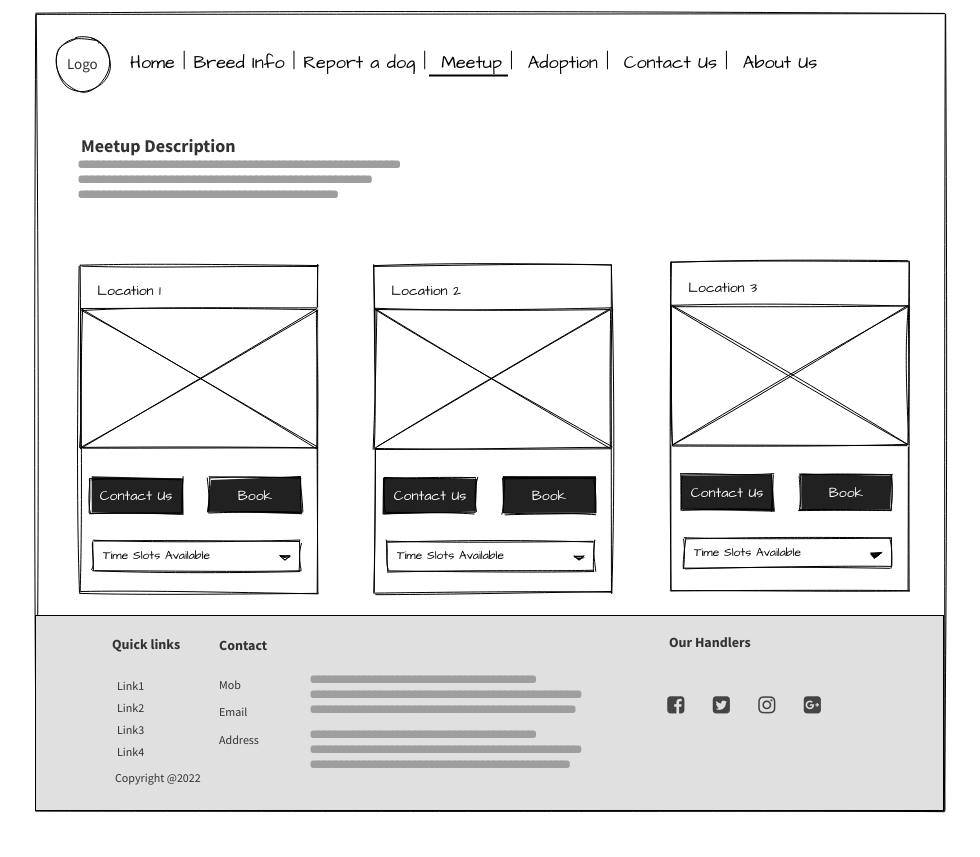 Logo
Home | Breed Info | Report a dog | Meetup | Adoption | Contact Us | About Us
Meetup Description
Location 1
Contact Us Book
Time Slots Available
Location 2
Contact Us Book
Time Slots Available
Location 3
Contact Us Book
Time Slots Available
Quick links
Link1
Link2
Link3
Link4
Copyright @2022
Contact
Mob
Email
Address
Our Handlers